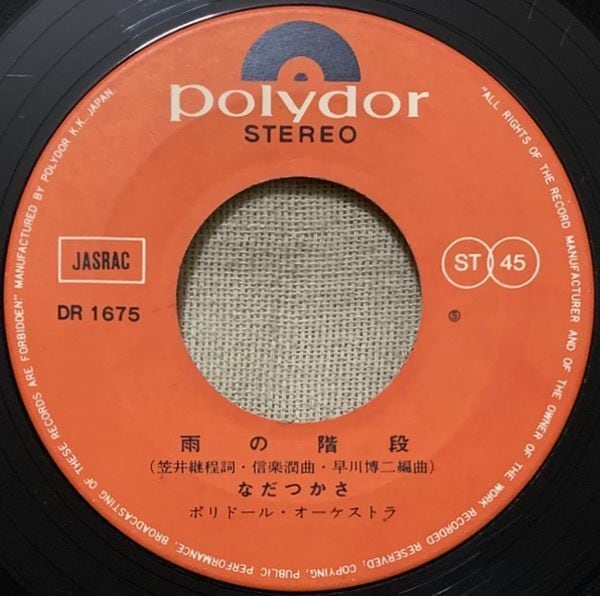 polydor
STEREO
JASRAC
DR 1675
ST 45
Ⓢ
雨の階段
(笠井継程詞・信楽潤曲・早川博二編曲)
なだつかさ
ポリドール・オーケストラ
"ALL RIGHTS OF THE RECORD MANUFACTURER AND OF THE OWNER OF THE WORK RECORDED RESERVED, COPYING, PUBLIC PERFORMANCE, BROADCASTING OF THESE RECORDS ARE FORBIDDEN" MANUFACTURED BY POLYDOR K.K. JAPAN.